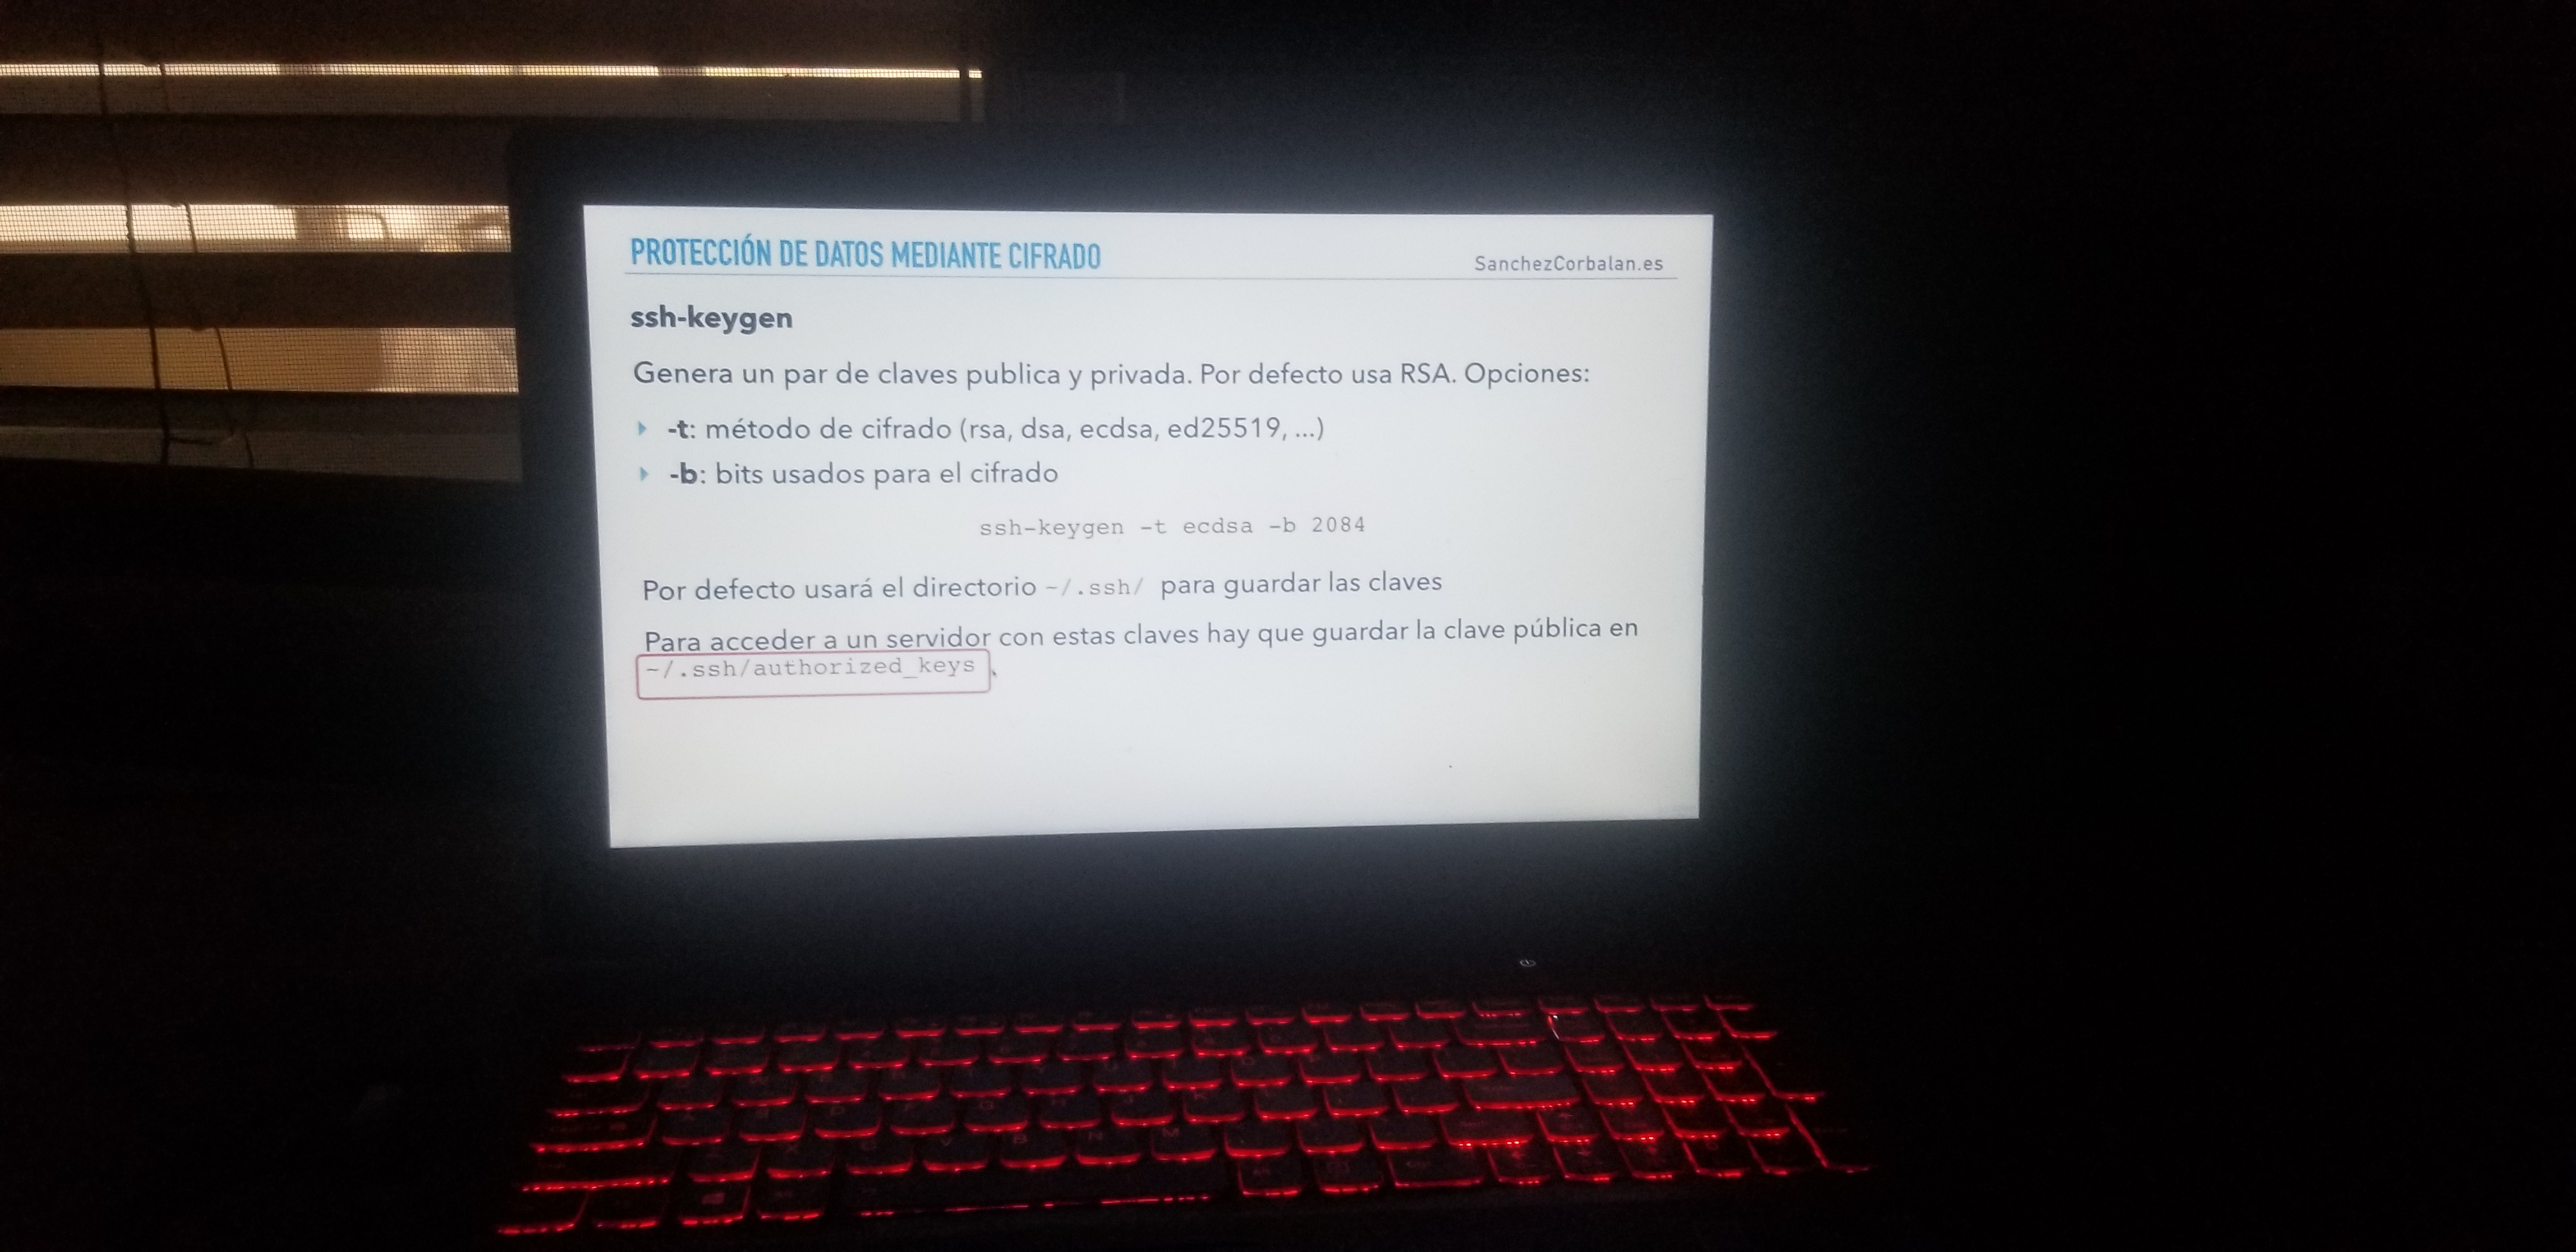 PROTECCIÓN DE DATOS MEDIANTE CIFRADO
SanchezCorbalan.es
ssh-keygen
Genera un par de claves publica y privada. Por defecto usa RSA. Opciones:
-t: método de cifrado (rsa, dsa, ecdsa, ed25519, ...)
-b: bits usados para el cifrado
ssh-keygen -t ecdsa -b 2084
Por defecto usará el directorio ~/.ssh/ para guardar las claves
Para acceder a un servidor con estas claves hay que guardar la clave pública en
~/.ssh/authorized_keys